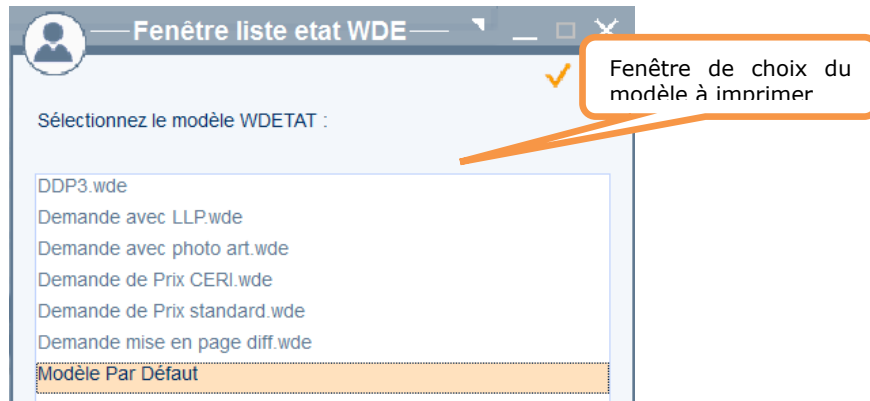 Fenêtre liste etat WDE
Fenêtre de choix du
modèle à imprimer
Sélectionnez le modèle WDETAT :
DDP3.wde
Demande avec LLP.wde
Demande avec photo art.wde
Demande de Prix CERI.wde
Demande de Prix standard.wde
Demande mise en page diff.wde
Modèle Par Défaut